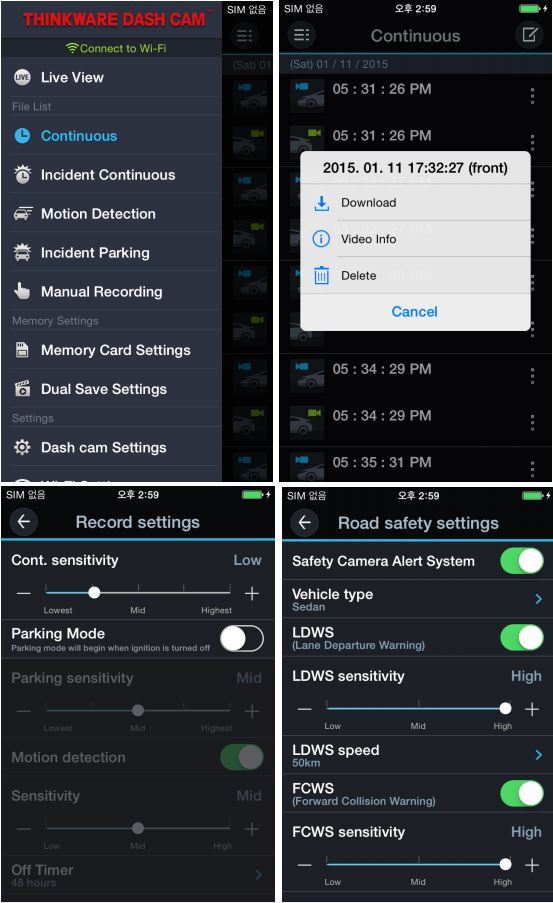 THINKWARE DASH CAM™
Connect to Wi-Fi
LIVE
Live View
File List
Continuous
Incident Continuous
Motion Detection
Incident Parking
Manual Recording
Memory Settings
Memory Card Settings
Dual Save Settings
Settings
Dash cam Settings
SIM 없음
(Sat) 01
SIM 없음 오후 2:59
Continuous
(Sat) 01 / 11 / 2015
05 : 31 : 26 PM
05 : 31 : 26 PM
2015. 01. 11 17:32:27 (front)
Download
Video Info
Delete
Cancel
05 : 34 : 29 PM
05 : 34 : 29 PM
05 : 35 : 31 PM
SIM 없음 오후 2:59
Record settings
Cont. sensitivity Low
Lowest Mid Highest
Parking Mode
Parking mode will begin when ignition is turned off
Parking sensitivity Mid
Lowest Mid Highest
Motion detection
Sensitivity Mid
Low Mid High
Off Timer
48 hours
SIM 없음 오후 2:59
Road safety settings
Safety Camera Alert System
Vehicle type
Sedan
LDWS
(Lane Departure Warning)
LDWS sensitivity High
Low Mid High
LDWS speed
50km
FCWS
(Forward Collision Warning)
FCWS sensitivity High
Low Mid High